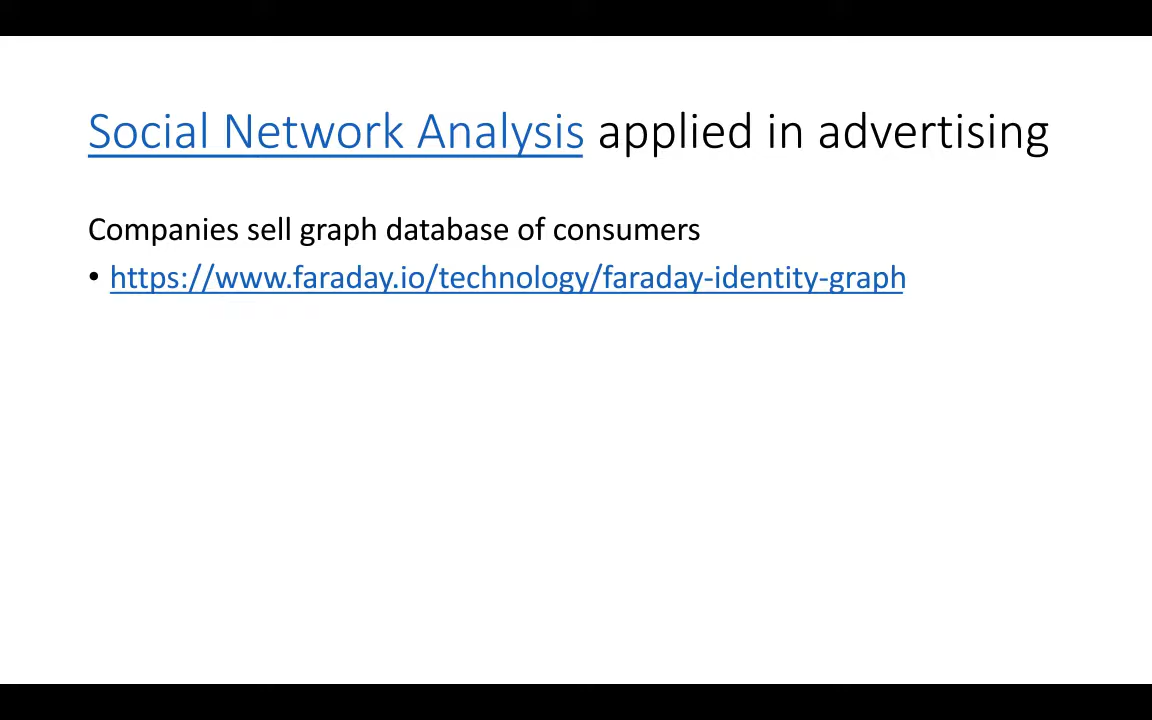 Social Network Analysis applied in advertising
Companies sell graph database of consumers
• https://www.faraday.io/technology/faraday-identity-graph